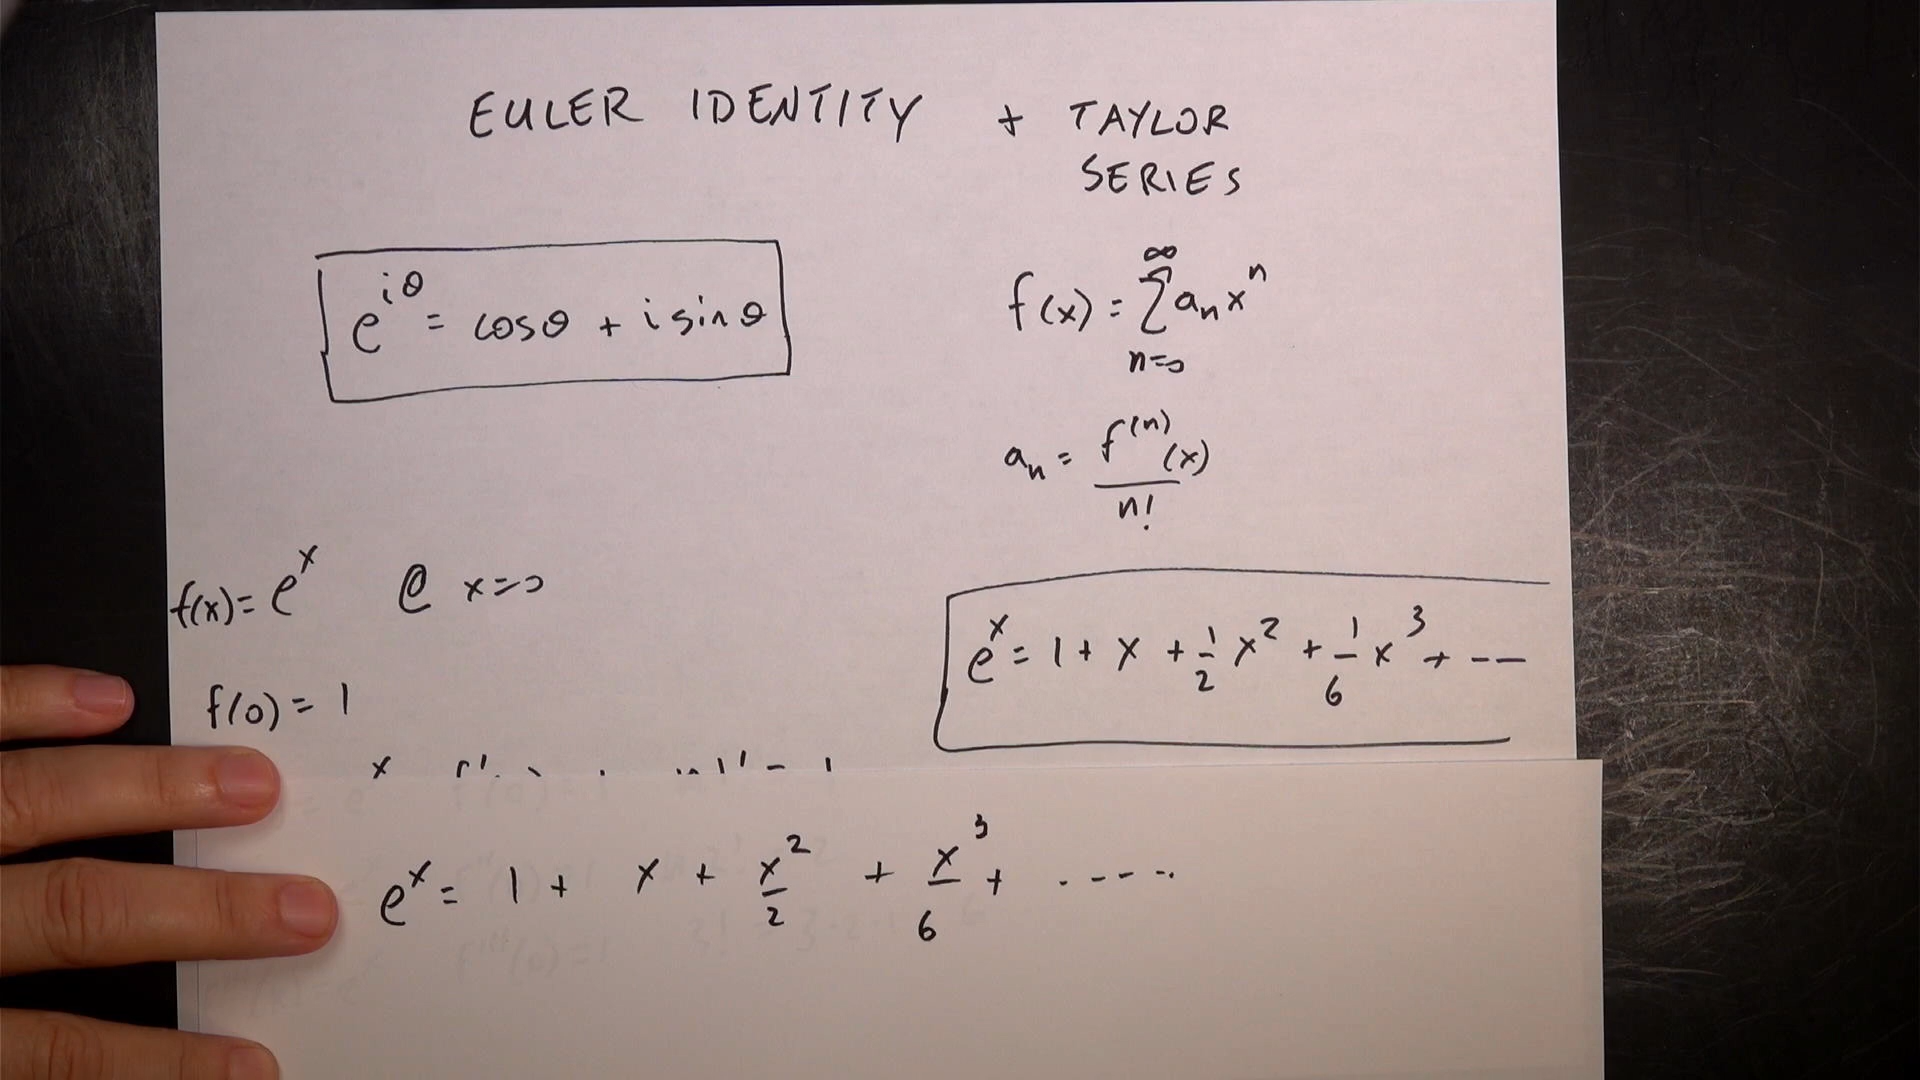 EULER IDENTITY + TAYLOR
SERIES
e^{iθ} = cosθ + i sinθ
f(x) = ∞ Σ n=0 a_n x^n
a_n = f^{(n)}(x) / n!
f(x) = e^x @ x=0
e^x = 1 + x + 1/2 x^2 + 1/6 x^3 + ---
f(0) = 1
e^x = 1 + x + x^2/2 + x^3/6 + .....